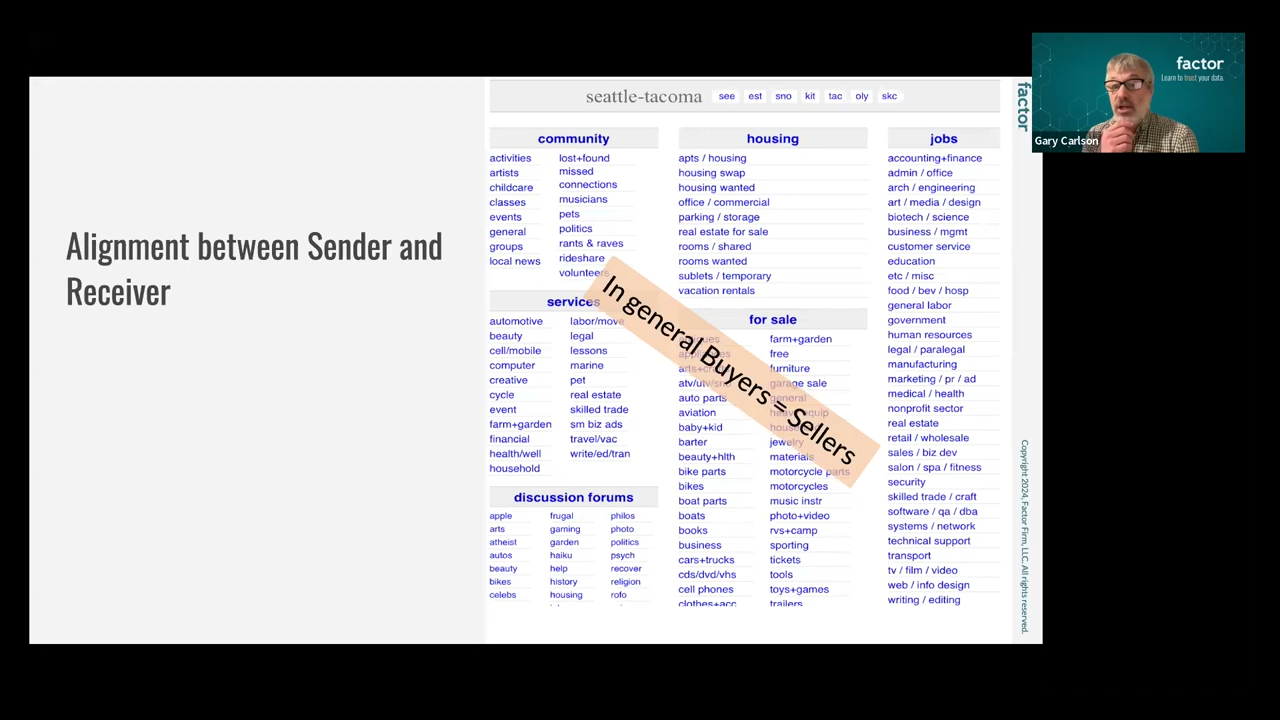 Alignment between Sender and
Receiver
seattle-tacoma see est sno kit tac oly skc
community
activities
artists
childcare
classes
events
general
groups
local news
lost+found
missed
connections
musicians
pets
politics
rants & raves
rideshare
volunteers
services
automotive
beauty
cell/mobile
computer
creative
cycle
event
farm+garden
financial
health/well
household
labor/move
legal
lessons
marine
pet
real estate
skilled trade
sm biz ads
travel/vac
write/ed/tran
discussion forums
apple
arts
atheist
autos
beauty
bikes
celebs
frugal
gaming
garden
haiku
help
history
housing
philos
photo
politics
psych
recover
religion
rofo
housing
apts / housing
housing swap
housing wanted
office / commercial
parking / storage
real estate for sale
rooms / shared
rooms wanted
sublets / temporary
vacation rentals
for sale
auto parts
aviation
baby+kid
barter
beauty+hlth
bike parts
bikes
boat parts
boats
books
business
cars+trucks
cds/dvd/vhs
cell phones
clothes+acc
farm+garden
free
furniture
garage sale
general
jewelry
materials
motorcycle parts
motorcycles
music instr
photo+video
rvs+camp
sporting
tickets
tools
toys+games
trailers
In general Buyers = Sellers
jobs
accounting+finance
admin / office
arch / engineering
art / media / design
biotech / science
business / mgmt
customer service
education
etc / misc
food / bev / hosp
general labor
government
human resources
legal / paralegal
manufacturing
marketing / pr / ad
medical / health
nonprofit sector
real estate
retail / wholesale
sales / biz dev
salon / spa / fitness
security
skilled trade / craft
software / qa / dba
systems / network
technical support
transport
tv / film / video
web / info design
writing / editing
factor
Copyright 2024, Factor Firm, LLC. All rights reserved.
factor
Learn to trust your data.
Gary Carlson